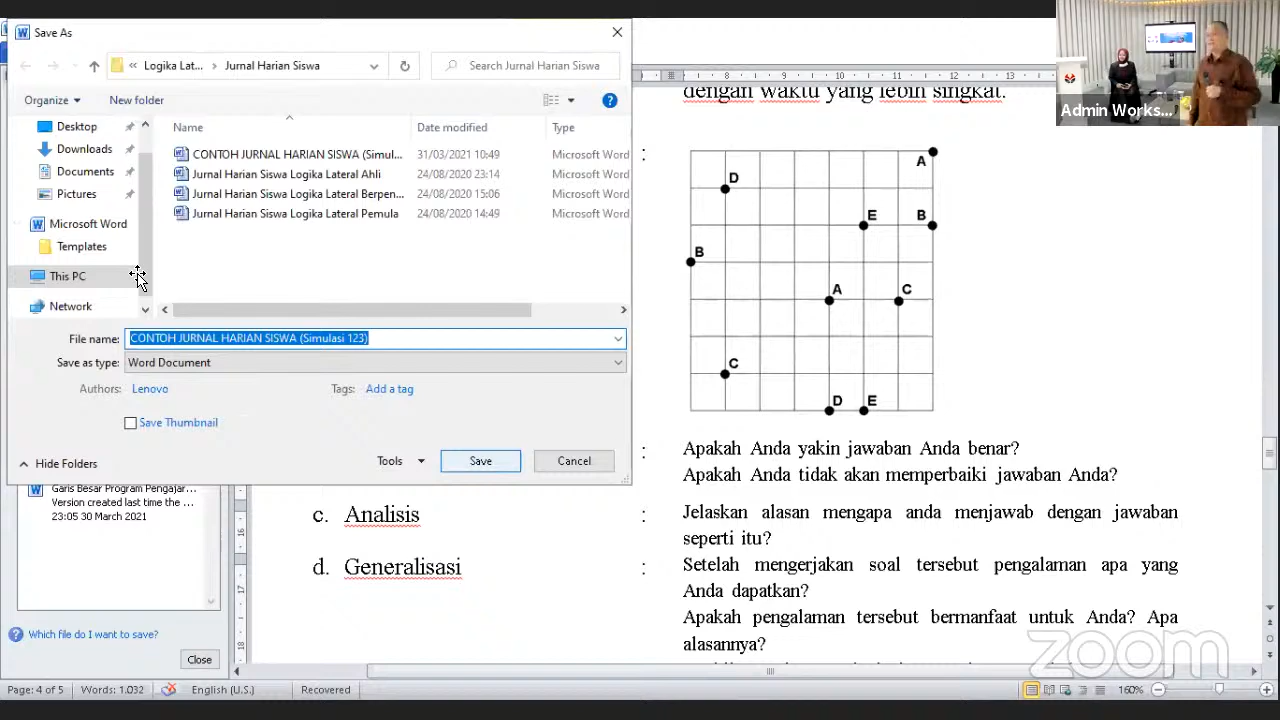 Save As
« Logika Lat... › Jurnal Harian Siswa
Search Jurnal Harian Siswa
Organize
New folder
Desktop
Downloads
Documents
Pictures
Microsoft Word
Templates
This PC
Network
Name
Date modified
Type
CONTOH JURNAL HARIAN SISWA (Simul... 31/03/2021 10:49 Microsoft Word
Jurnal Harian Siswa Logika Lateral Ahli 24/08/2020 23:14 Microsoft Word
Jurnal Harian Siswa Logika Lateral Berpen... 24/08/2020 15:06 Microsoft Word
Jurnal Harian Siswa Logika Lateral Pemula 24/08/2020 14:49 Microsoft Word
File name: CONTOH JURNAL HARIAN SISWA (Simulasi 123)
Save as type: Word Document
Authors: Lenovo
Tags: Add a tag
Save Thumbnail
Hide Folders
Tools
Save
Cancel
Garis Besar Program Pengajar...
Version created last time the ...
23:05 30 March 2021
Which file do I want to save?
Close
8 9 10 11 12 13
dengan waktu yang lebih singkat.
:
A
D
E B
B
A C
C
D E
: Apakah Anda yakin jawaban Anda benar?
Apakah Anda tidak akan memperbaiki jawaban Anda?
c. Analisis : Jelaskan alasan mengapa anda menjawab dengan jawaban
seperti itu?
d. Generalisasi : Setelah mengerjakan soal tersebut pengalaman apa yang
Anda dapatkan?
Apakah pengalaman tersebut bermanfaat untuk Anda? Apa
alasannya?
16
17
18
Page: 4 of 5
Words: 1.032
English (U.S.)
Recovered
160%
Admin Works...
zoom